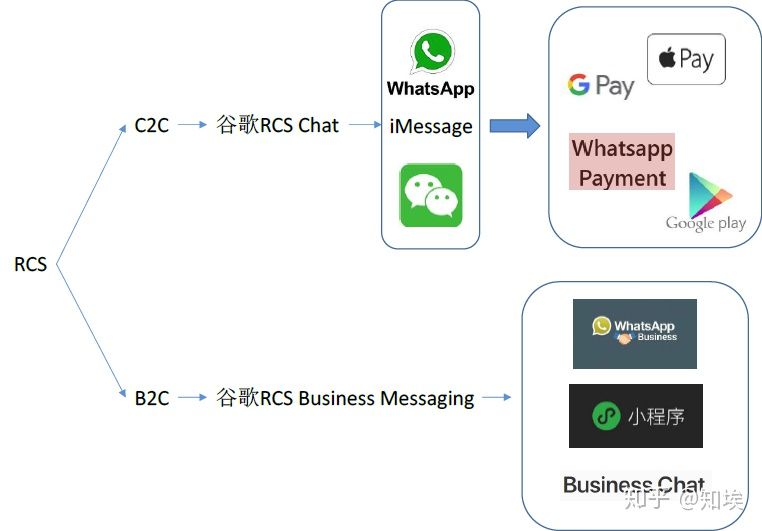 WhatsApp
Pay
G Pay
C2C
谷歌RCS Chat
iMessage
Whatsapp
Payment
Google play
RCS
WhatsApp
Business
B2C
谷歌RCS Business Messaging
小程序
Business Chat
知乎 @知埃